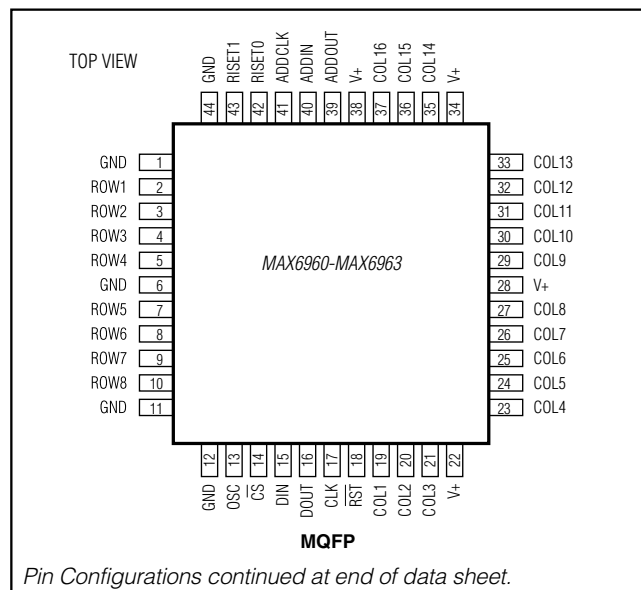 TOP VIEW
GND
RISET1
RISET0
ADDCLK
ADDIN
ADDOUT
V+
COL16
COL15
COL14
V+
44 43 42 41 40 39 38 37 36 35 34
GND 1
ROW1 2
ROW2 3
ROW3 4
ROW4 5
GND 6
ROW5 7
ROW6 8
ROW7 9
ROW8 10
GND 11
MAX6960-MAX6963
33 COL13
32 COL12
31 COL11
30 COL10
29 COL9
28 V+
27 COL8
26 COL7
25 COL6
24 COL5
23 COL4
12 13 14 15 16 17 18 19 20 21 22
GND
OSC
CS
DIN
DOUT
CLK
RST
COL1
COL2
COL3
V+
MQFP
Pin Configurations continued at end of data sheet.